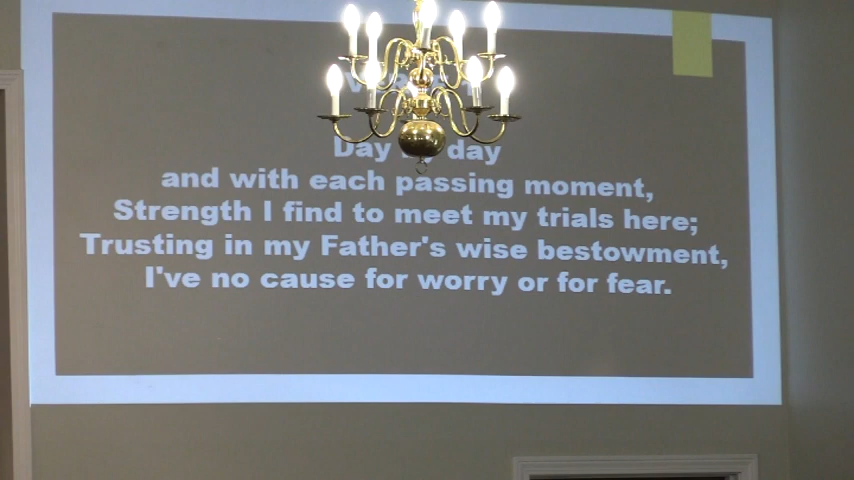 Day day
and with each passing moment,
Strength I find to meet my trials here;
Trusting in my Father's wise bestowment,
I've no cause for worry or for fear.